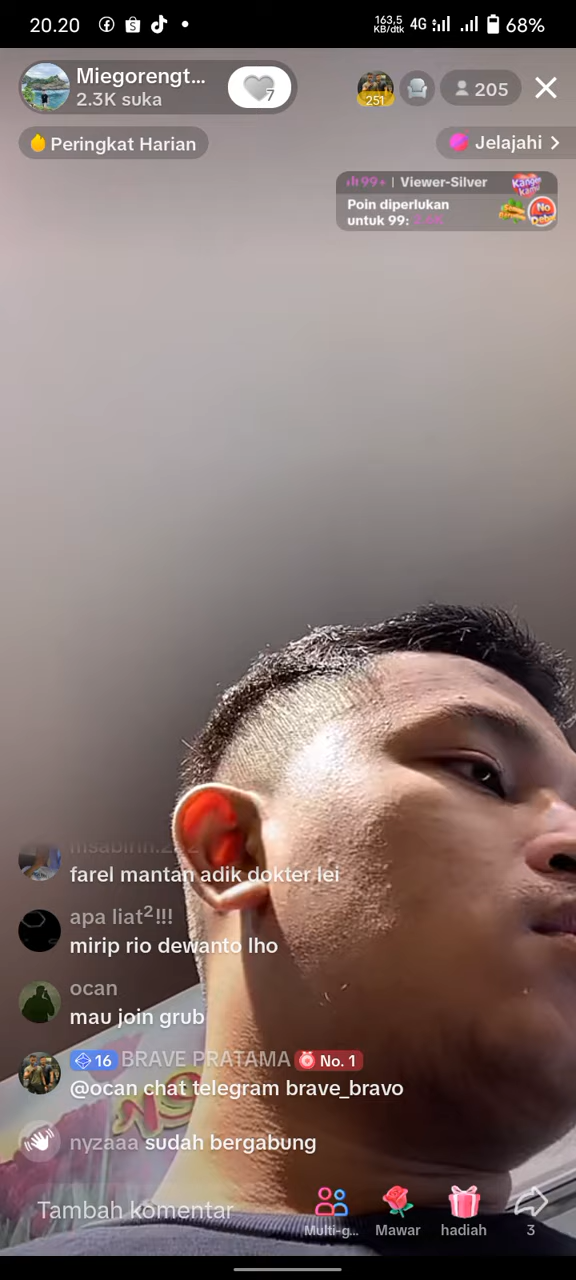 20.20
163,5
KB/dtk
4G
68%
Miegorengt...
2.3K suka
7
251
205
Peringkat Harian
Jelajahi
99+ | Viewer-Silver
Poin diperlukan
untuk 99:
Kangen
Kamu
No
farel mantan adik dokter lei
apa liat²!!!
mirip rio dewanto lho
ocan
mau join grub
16 BRAVE PRATAMA No. 1
@ocan chat telegram brave_bravo
nyzaaa sudah bergabung
Tambah komentar
Multi-g...
Mawar
hadiah
3